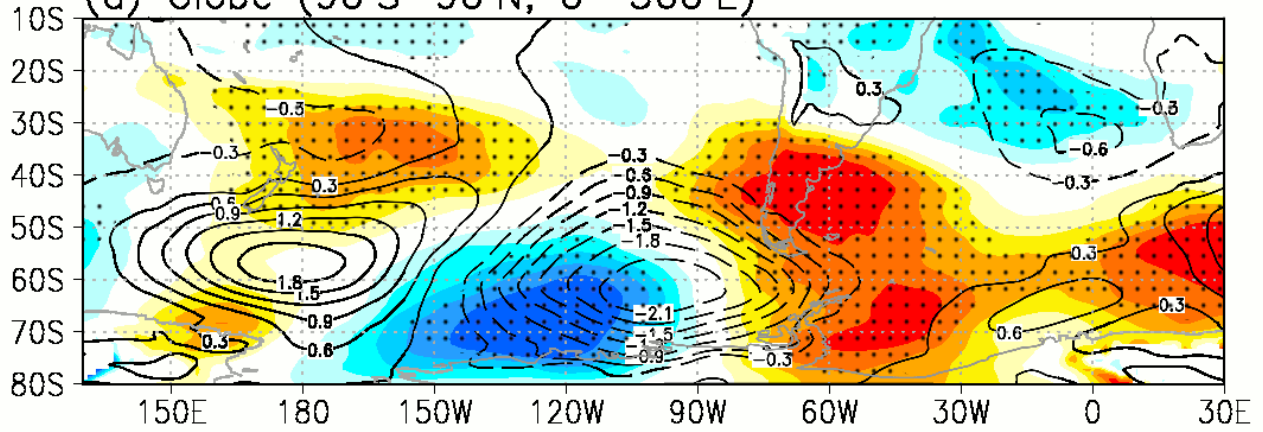 (a) Globe (90°S–90°N, 0°–360°E)
10S
20S 0.3
-0.3 -0.3
30S
-0.3 -0.3 -0.6
40S 0.3 -0.6 -0.3
0.6 -0.9
0.9 1.2 -1.2
50S -1.5
-1.8 0.3
60S 1.8
1.5 -2.1 0.3
0.9 -1.5 0.6
70S 0.3 0.6 -0.9 -0.3
80S
150E 180 150W 120W 90W 60W 30W 0 30E